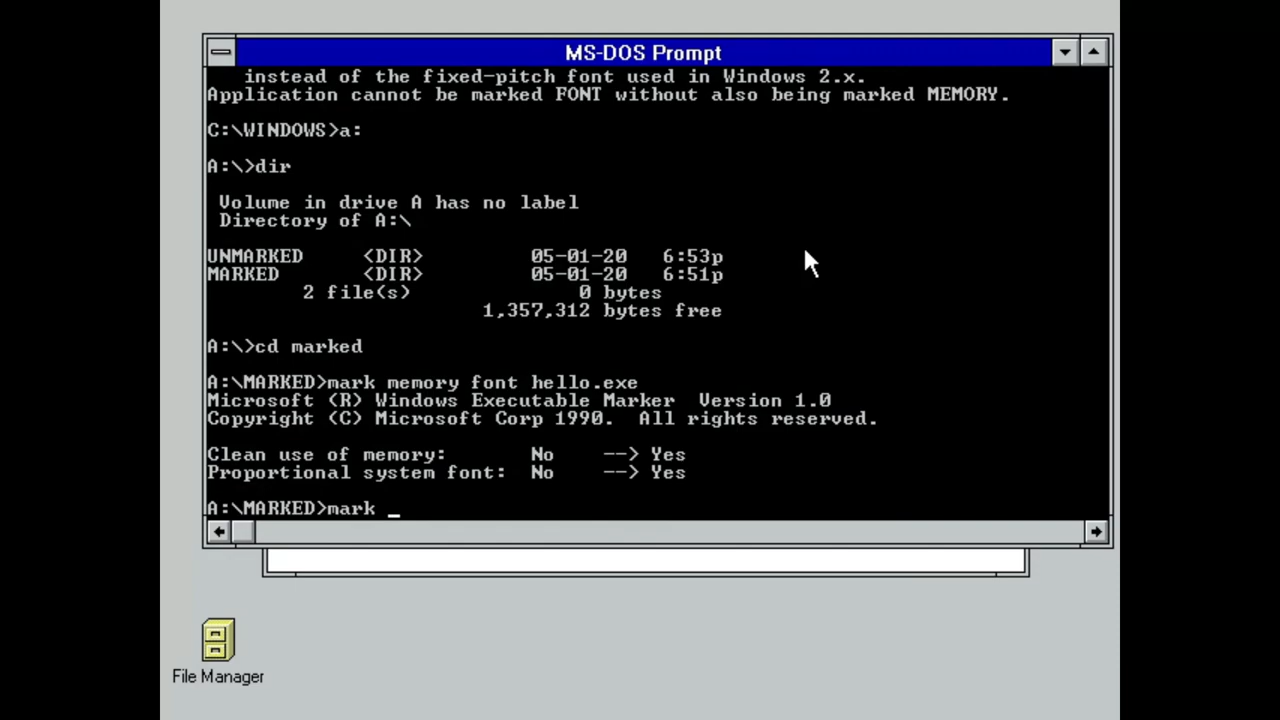 MS-DOS Prompt
instead of the fixed-pitch font used in Windows 2.x.
Application cannot be marked FONT without also being marked MEMORY.
C:\WINDOWS>a:
A:\>dir
Volume in drive A has no label
Directory of A:\
UNMARKED <DIR> 05-01-20 6:53p
MARKED <DIR> 05-01-20 6:51p
2 file(s) 0 bytes
1,357,312 bytes free
A:\>cd marked
A:\MARKED>mark memory font hello.exe
Microsoft (R) Windows Executable Marker Version 1.0
Copyright (C) Microsoft Corp 1990. All rights reserved.
Clean use of memory: No --> Yes
Proportional system font: No --> Yes
A:\MARKED>mark _
File Manager